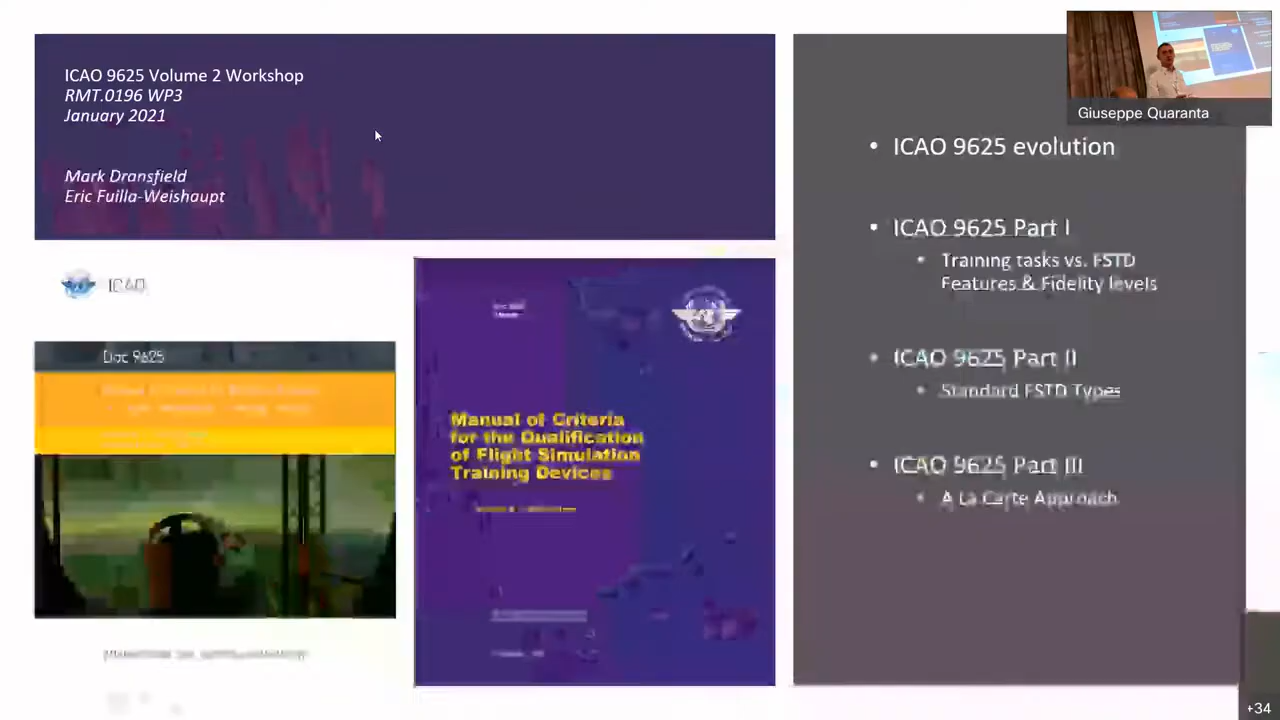 ICAO 9625 Volume 2 Workshop
RMT.0196 WP3
January 2021
Mark Dransfield
Eric Fuilla-Weishaupt
ICAO
Doc 9625
Manual of Criteria
for the Qualification
of Flight Simulation
Training Devices
Giuseppe Quaranta
• ICAO 9625 evolution
• ICAO 9625 Part I
• Training tasks vs. FSTD
Features & Fidelity levels
• ICAO 9625 Part II
• Standard FSTD Types
• ICAO 9625 Part III
• A La Carte Approach
+34